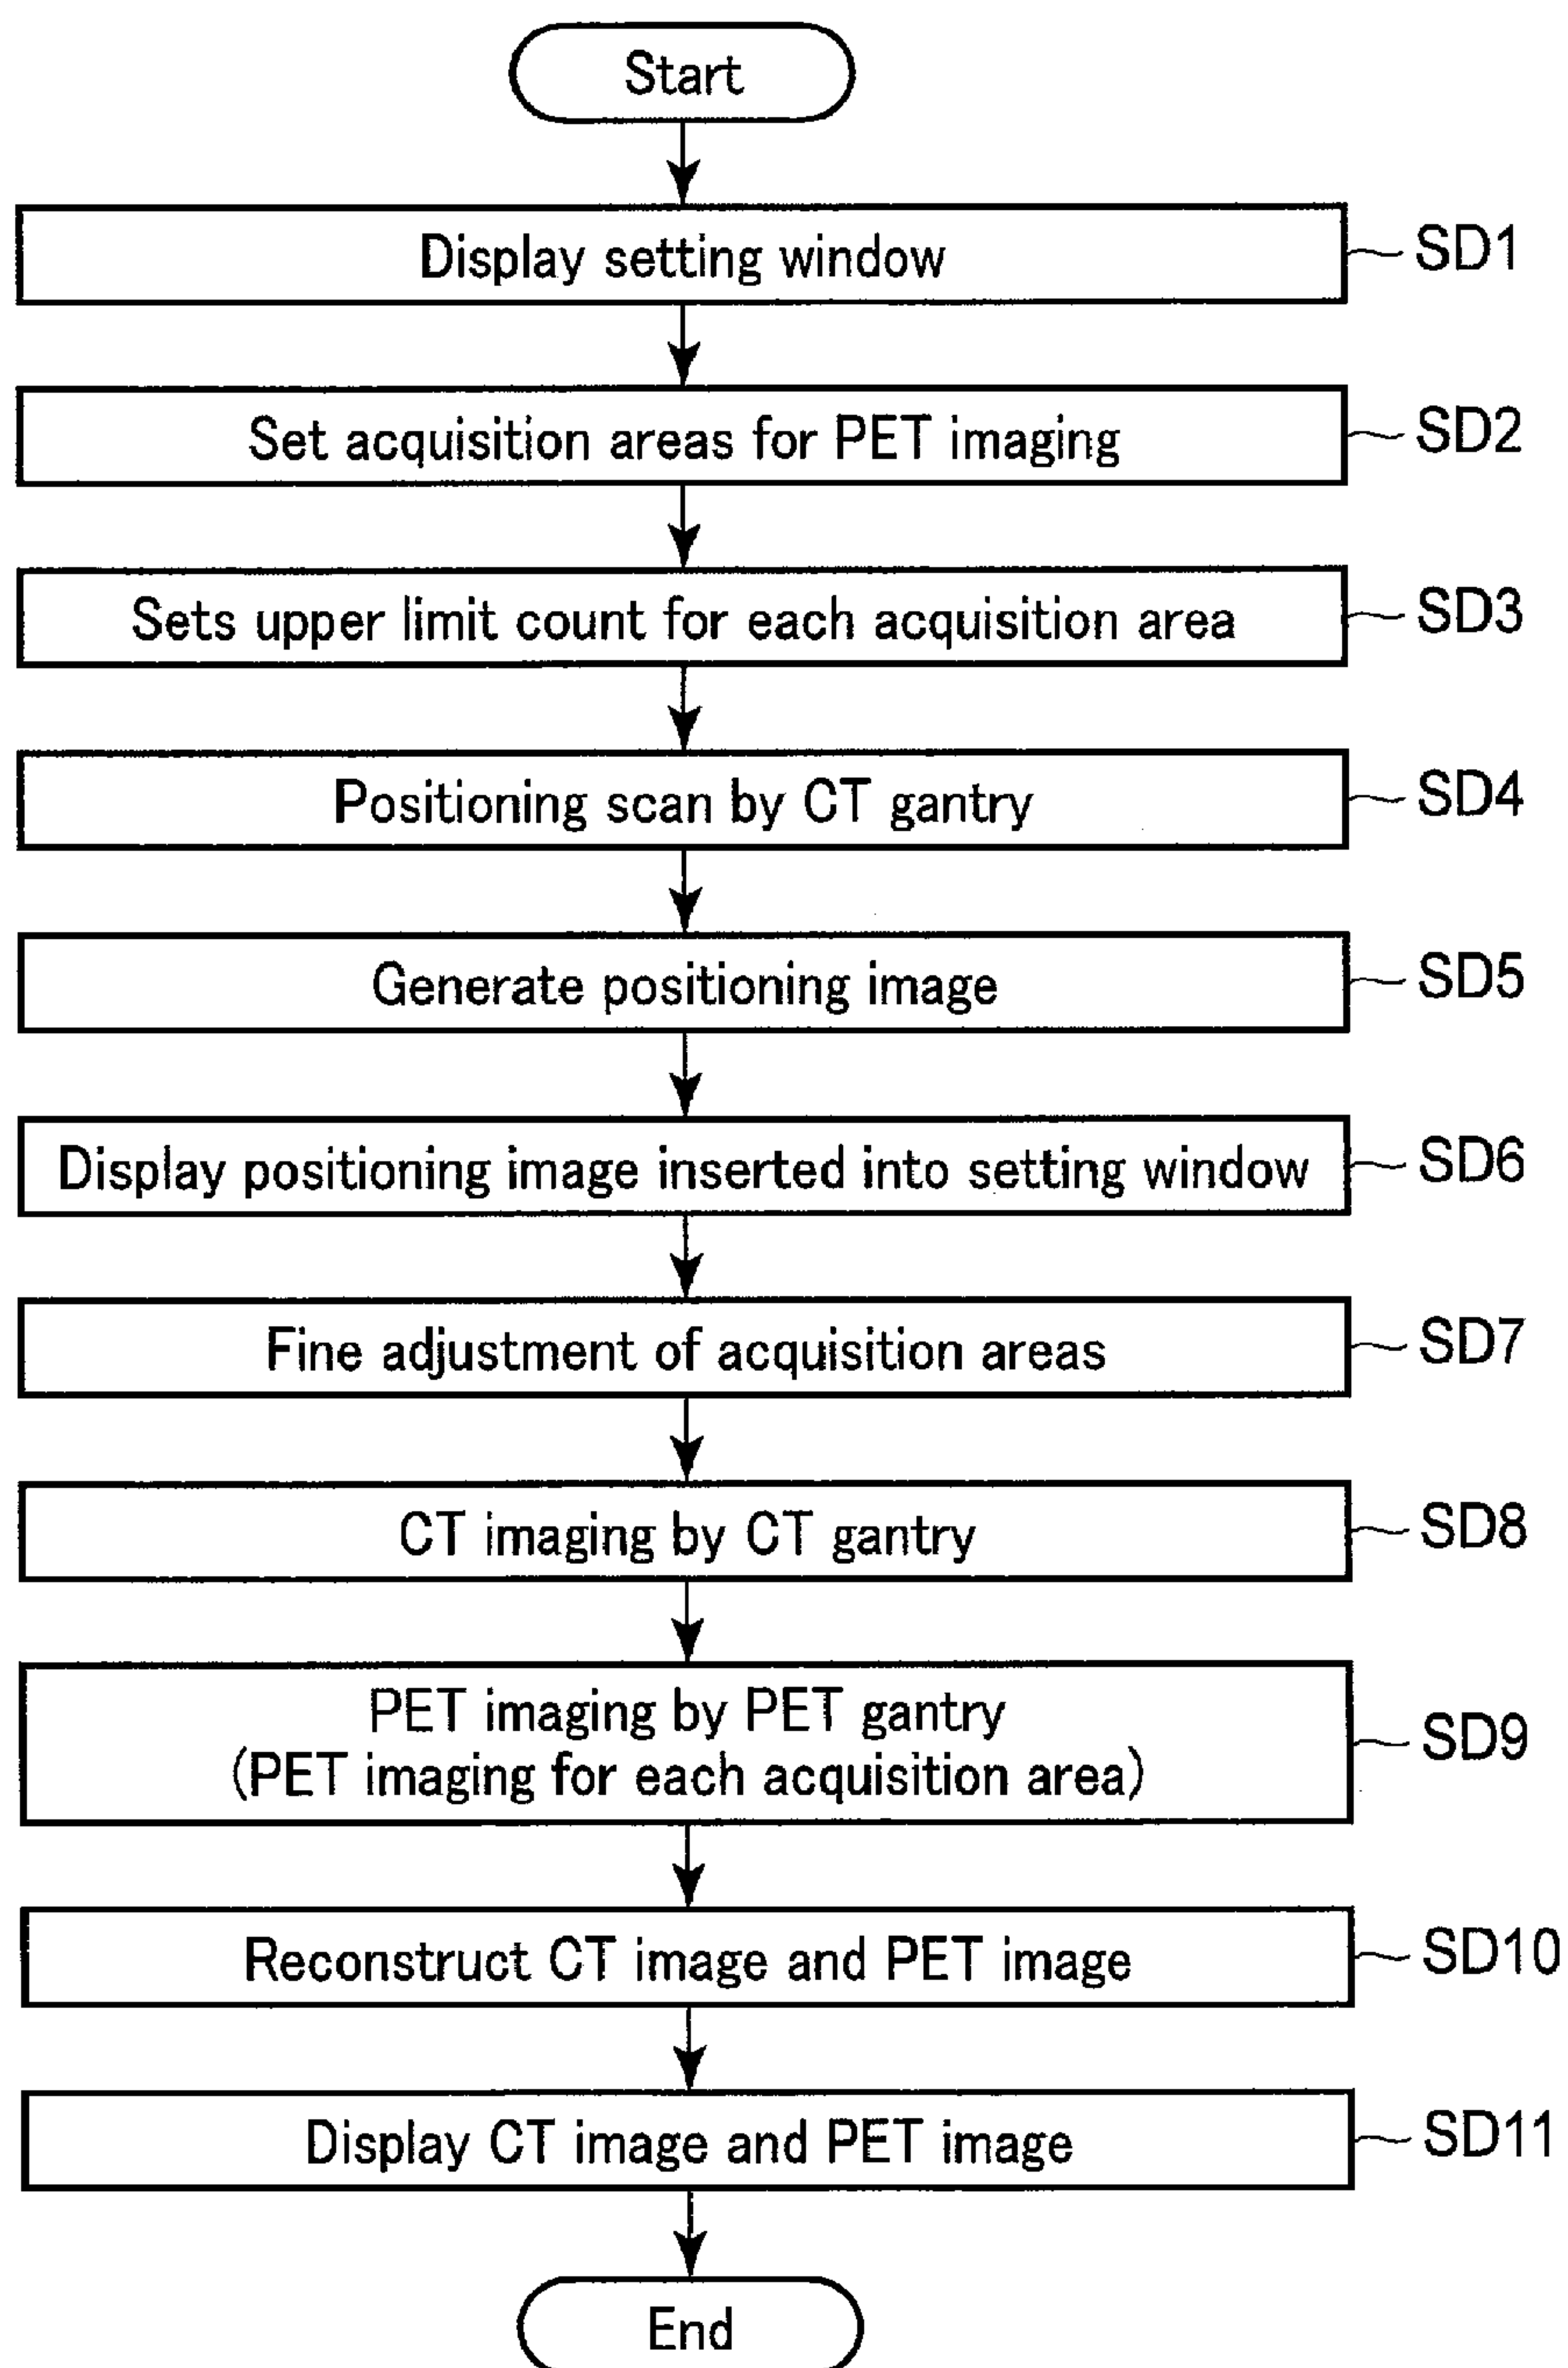 Start
Display setting window
SD1
Set acquisition areas for PET imaging
SD2
Sets upper limit count for each acquisition area
SD3
Positioning scan by CT gantry
SD4
Generate positioning image
SD5
Display positioning image inserted into setting window
SD6
Fine adjustment of acquisition areas
SD7
CT imaging by CT gantry
SD8
PET imaging by PET gantry
(PET imaging for each acquisition area)
SD9
Reconstruct CT image and PET image
SD10
Display CT image and PET image
SD11
End